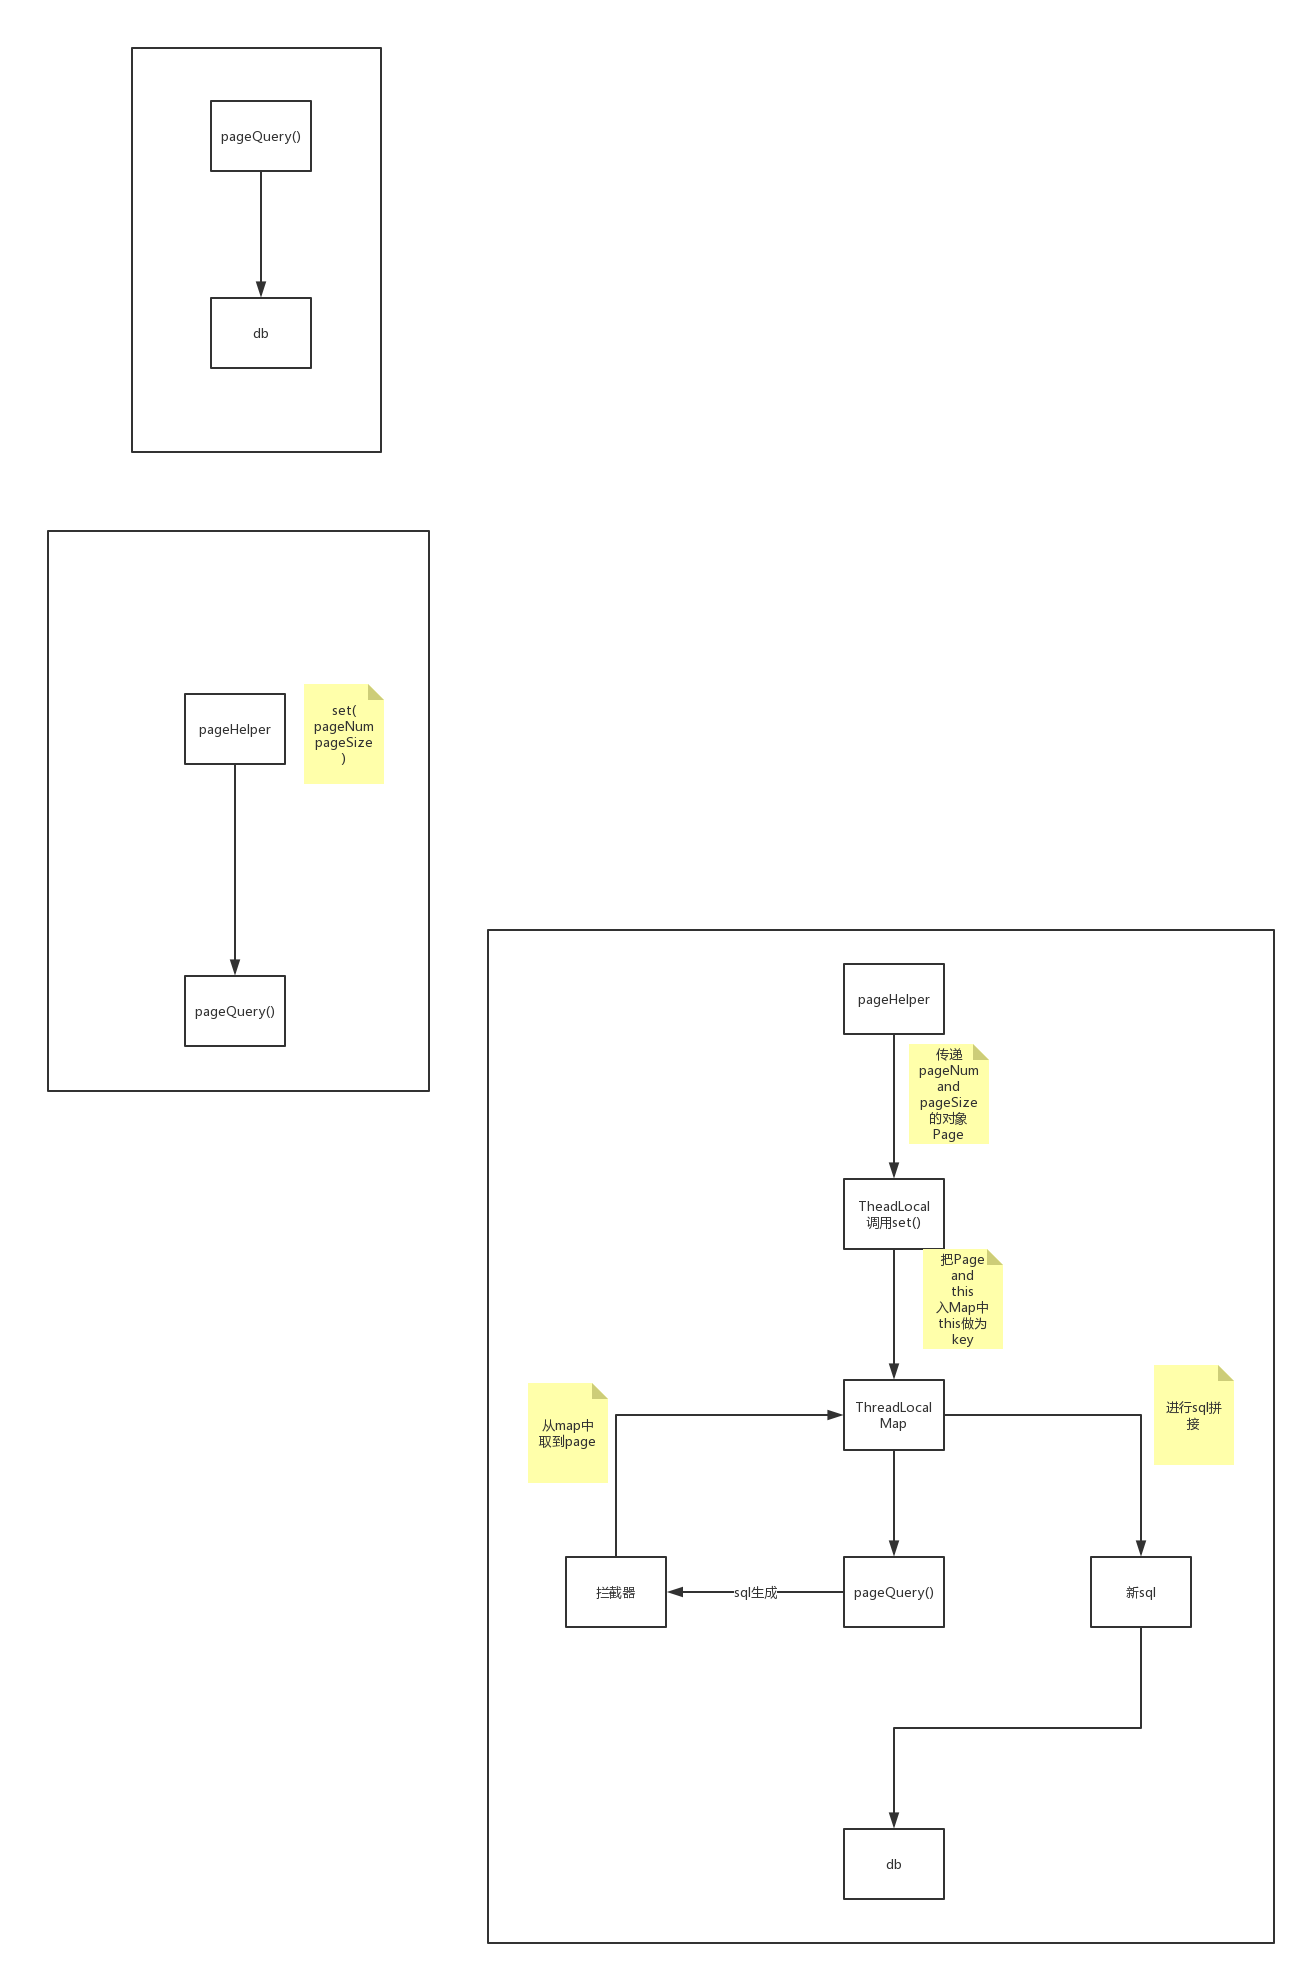 pageQuery()
db
pageHelper
set(
pageNum
pageSize
)
pageQuery()
pageHelper
传递
pageNum
and
pageSize
的对象
Page
TheadLocal
调用set()
把Page
and
this
入Map中
this做为
key
从map中
取到page
ThreadLocal
Map
进行sql拼
接
拦截器
sql生成
pageQuery()
新sql
db